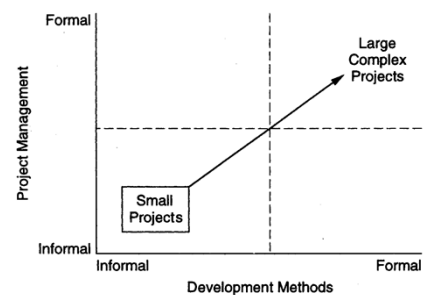 Formal
Large
Complex
Projects
Project Management
Small
Projects
Informal
Informal
Formal
Development Methods